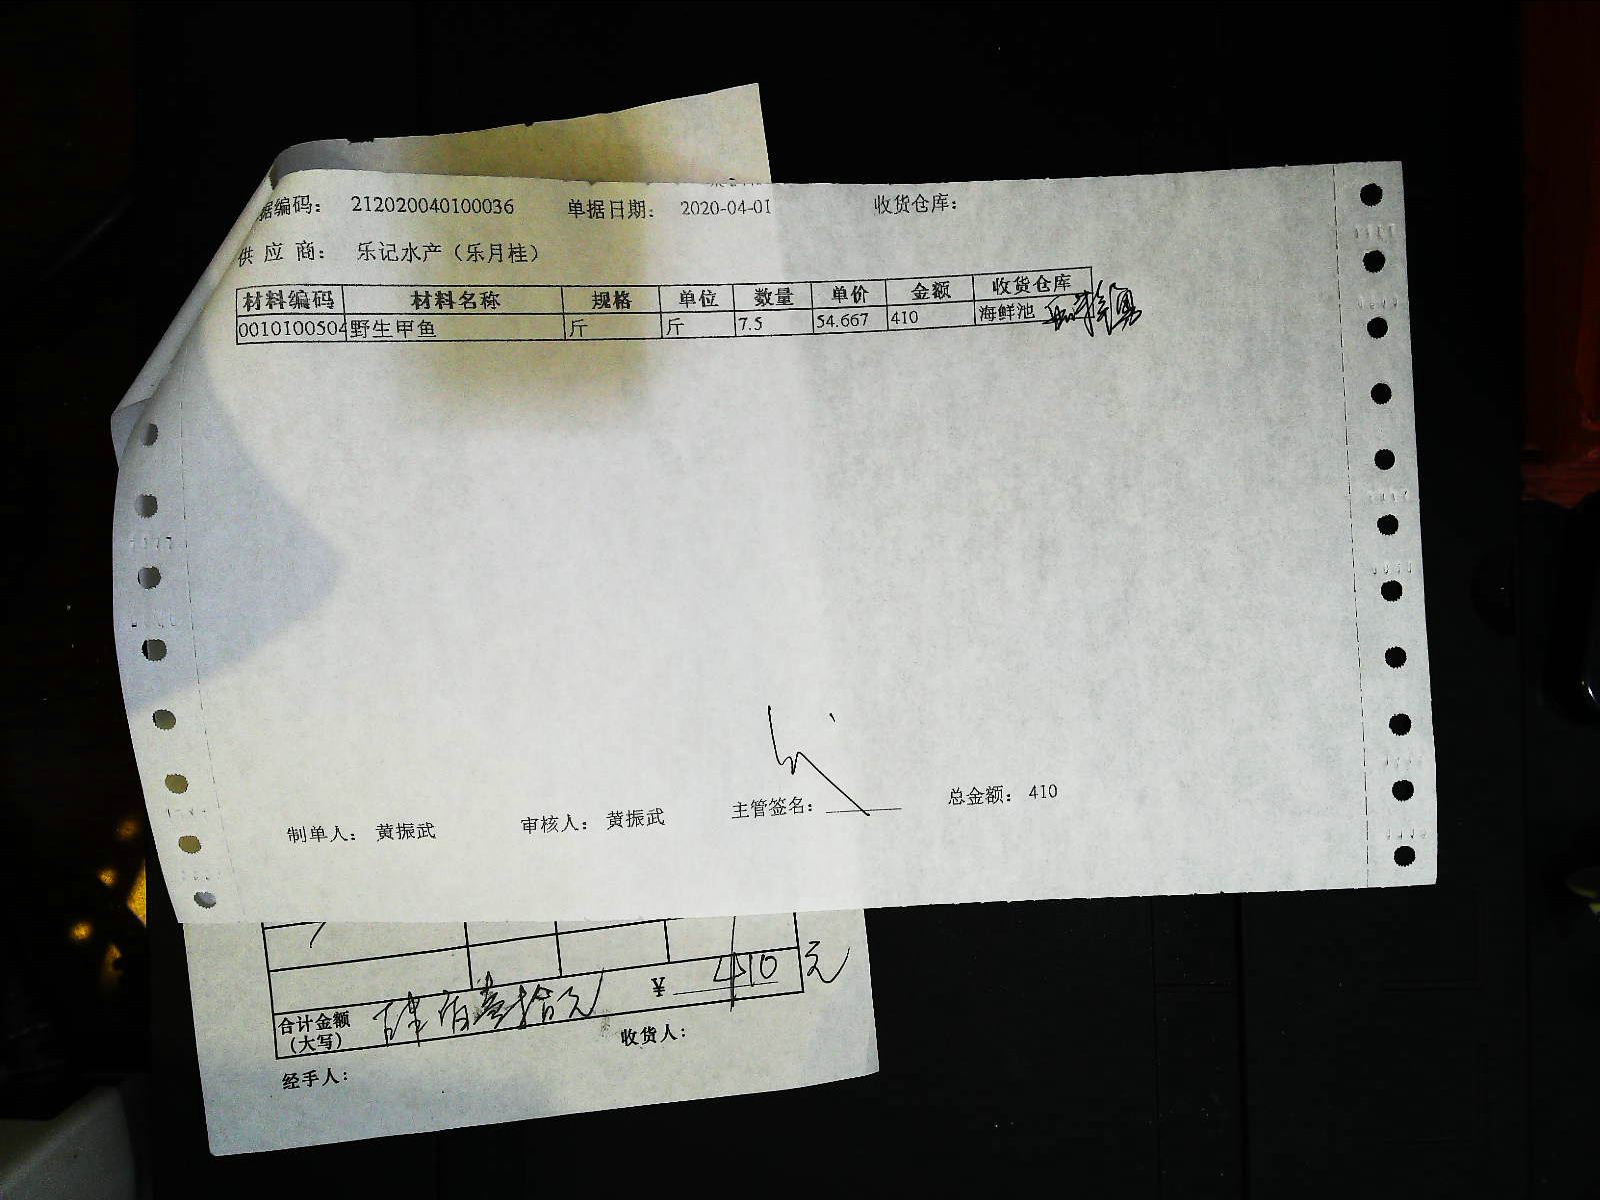 据编码： 212020040100036 单据日期： 2020-04-01 收货仓库：
供 应 商： 乐记水产（乐月桂）
材料编码 材料名称 规格 单位 数量 单价 金额 收货仓库
0010100504 野生甲鱼 斤 斤 7.5 54.667 410 海鲜池
制单人： 黄振武 审核人： 黄振武 主管签名： 总金额： 410
合计金额（大写） 肆佰壹拾元 ¥ 410 元
经手人： 收货人：